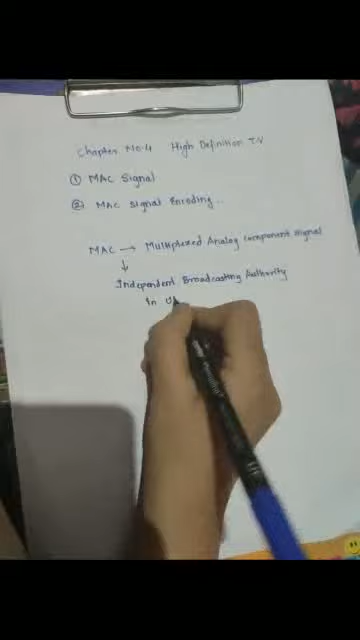 Chapter No.4 High Definition T.V
① MAC Signal
② MAC Signal Encoding..
MAC → Multiplexed Analog Component Signal
↓
Independent Broadcasting Authority
In